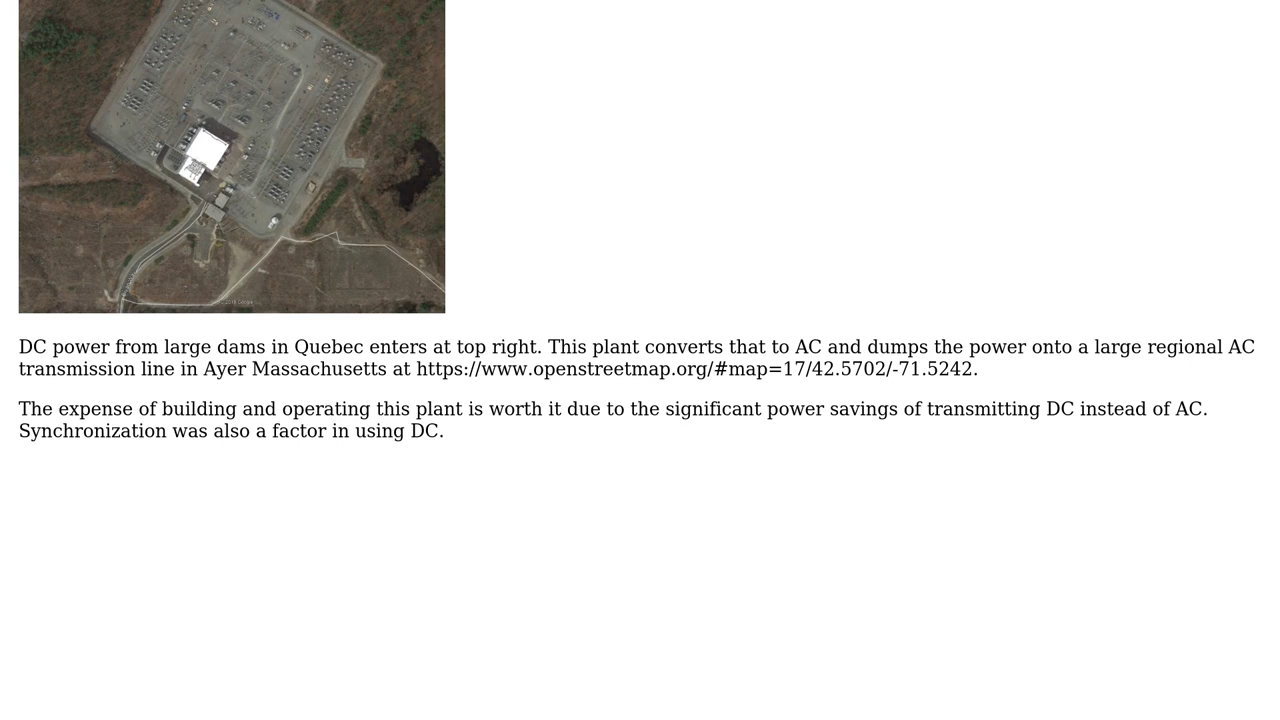 DC power from large dams in Quebec enters at top right. This plant converts that to AC and dumps the power onto a large regional AC
transmission line in Ayer Massachusetts at https://www.openstreetmap.org/#map=17/42.5702/-71.5242.
The expense of building and operating this plant is worth it due to the significant power savings of transmitting DC instead of AC.
Synchronization was also a factor in using DC.